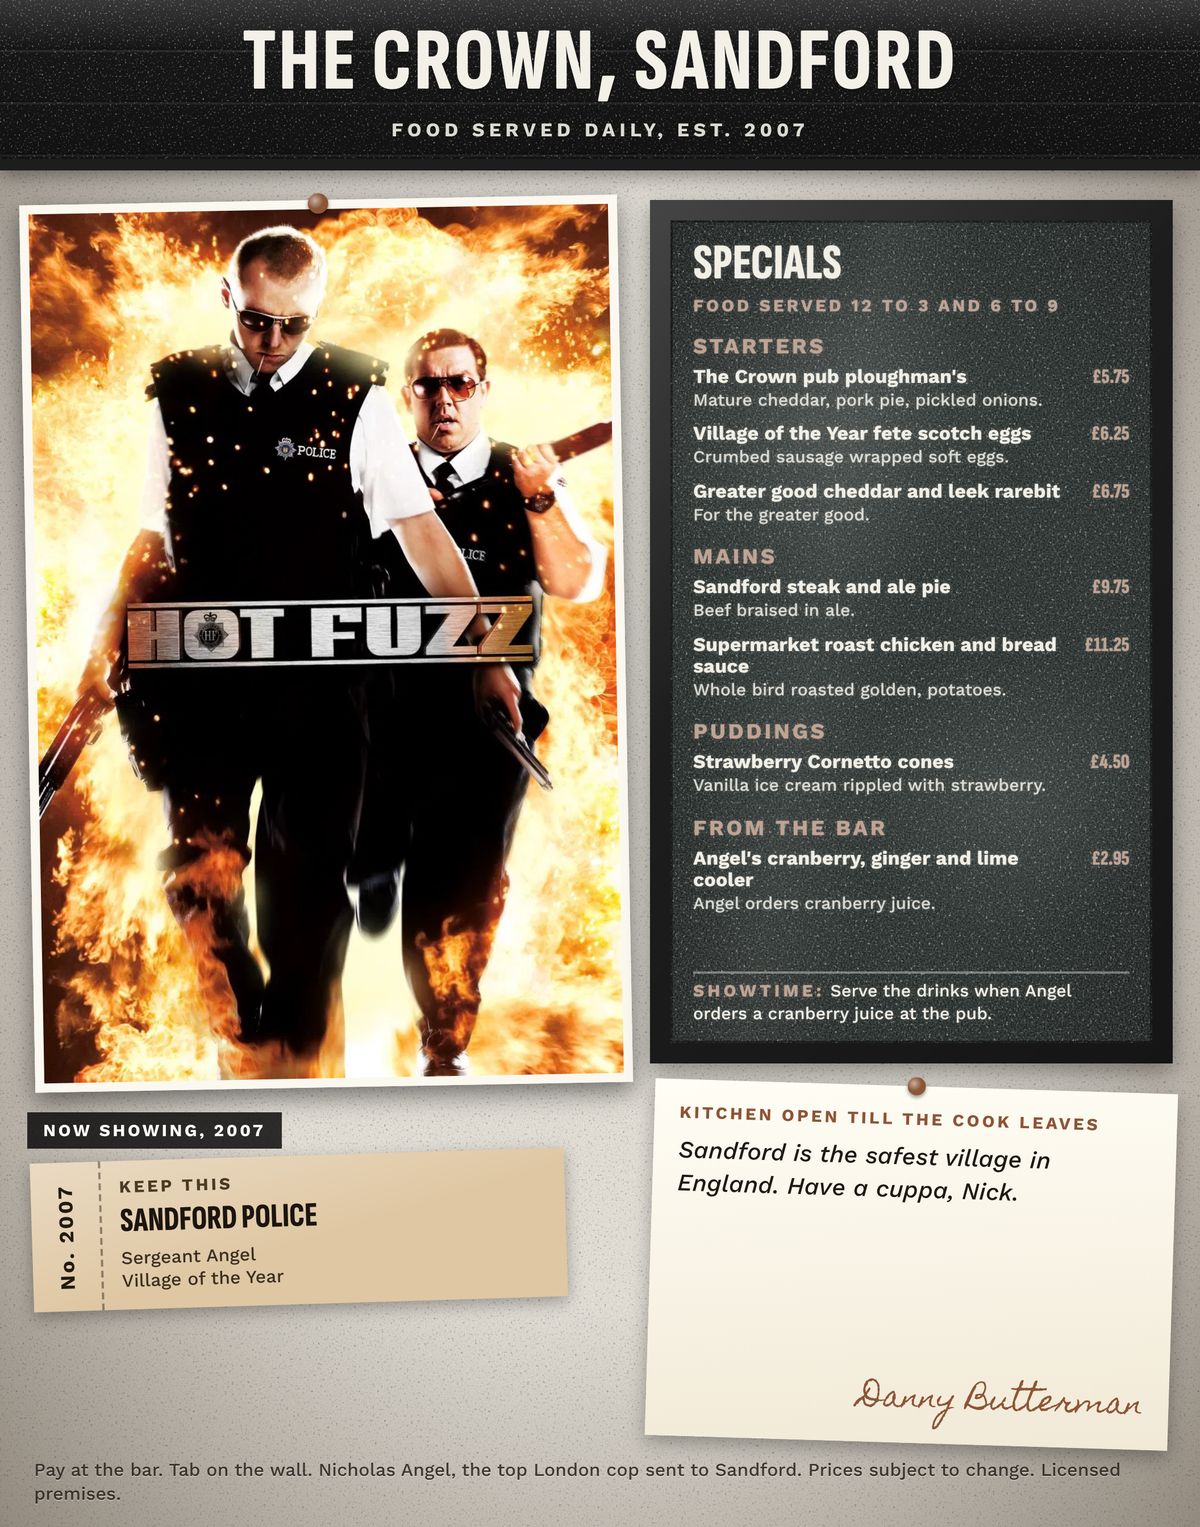 THE CROWN, SANDFORD
FOOD SERVED DAILY, EST. 2007
POLICE
LICE
HOT FUZZ
HF
SPECIALS
FOOD SERVED 12 TO 3 AND 6 TO 9
STARTERS
The Crown pub ploughman's £5.75
Mature cheddar, pork pie, pickled onions.
Village of the Year fete scotch eggs £6.25
Crumbed sausage wrapped soft eggs.
Greater good cheddar and leek rarebit £6.75
For the greater good.
MAINS
Sandford steak and ale pie £9.75
Beef braised in ale.
Supermarket roast chicken and bread £11.25
sauce
Whole bird roasted golden, potatoes.
PUDDINGS
Strawberry Cornetto cones £4.50
Vanilla ice cream rippled with strawberry.
FROM THE BAR
Angel's cranberry, ginger and lime £2.95
cooler
Angel orders cranberry juice.
SHOWTIME: Serve the drinks when Angel
orders a cranberry juice at the pub.
NOW SHOWING, 2007
No. 2007
KEEP THIS
SANDFORD POLICE
Sergeant Angel
Village of the Year
KITCHEN OPEN TILL THE COOK LEAVES
Sandford is the safest village in
England. Have a cuppa, Nick.
Danny Butterman
Pay at the bar. Tab on the wall. Nicholas Angel, the top London cop sent to Sandford. Prices subject to change. Licensed
premises.